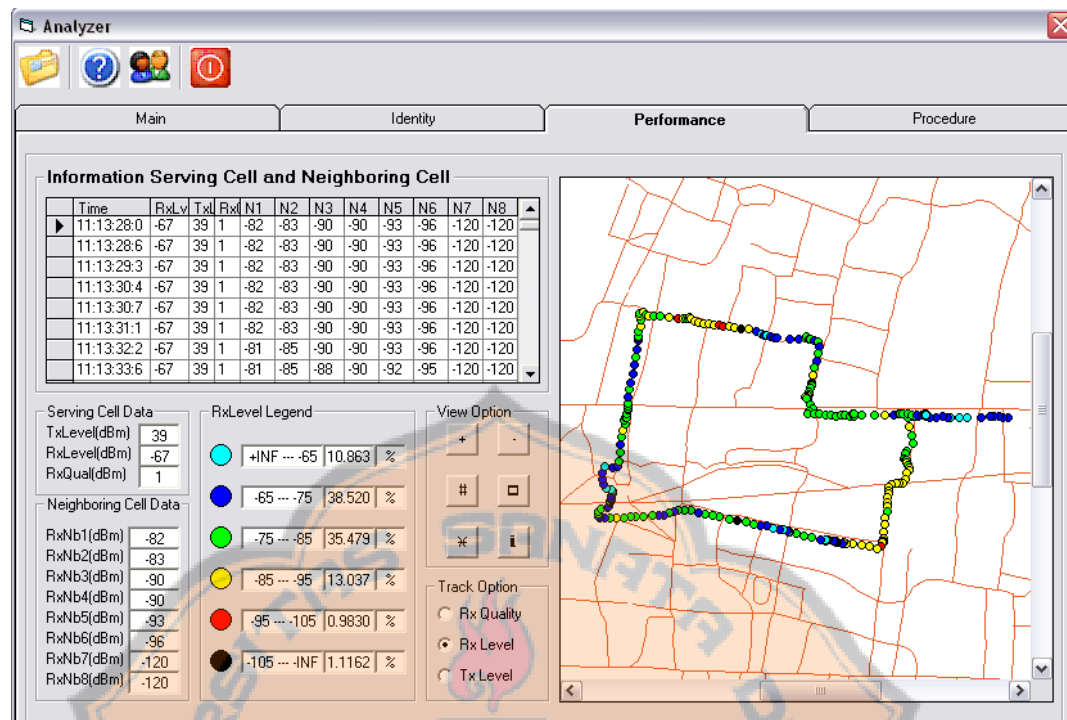 Analyzer
Main Identity Performance Procedure
Information Serving Cell and Neighboring Cell
Time RxLv TxL Rx( N1 N2 N3 N4 N5 N6 N7 N8
11:13:28:0 -67 39 1 -82 -83 -90 -90 -93 -96 -120 -120
11:13:28:6 -67 39 1 -82 -83 -90 -90 -93 -96 -120 -120
11:13:29:3 -67 39 1 -82 -83 -90 -90 -93 -96 -120 -120
11:13:30:4 -67 39 1 -82 -83 -90 -90 -93 -96 -120 -120
11:13:30:7 -67 39 1 -82 -83 -90 -90 -93 -96 -120 -120
11:13:31:1 -67 39 1 -82 -83 -90 -90 -93 -96 -120 -120
11:13:32:2 -67 39 1 -81 -85 -90 -90 -93 -96 -120 -120
11:13:33:6 -67 39 1 -81 -85 -88 -90 -92 -95 -120 -120
Serving Cell Data
TxLevel(dBm) 39
RxLevel(dBm) -67
RxQual(dBm) 1
Neighboring Cell Data
RxNb1(dBm) -82
RxNb2(dBm) -83
RxNb3(dBm) -90
RxNb4(dBm) -90
RxNb5(dBm) -93
RxNb6(dBm) -96
RxNb7(dBm) -120
RxNb8(dBm) -120
RxLevel Legend
+INF --- -65 10.863 %
-65 --- -75 38.520 %
-75 --- -85 35.479 %
-85 --- -95 13.037 %
-95 --- -105 0.9830 %
-105 --- -INF 1.1162 %
View Option
+ -
#
i
Track Option
Rx Quality
Rx Level
Tx Level
SANATA